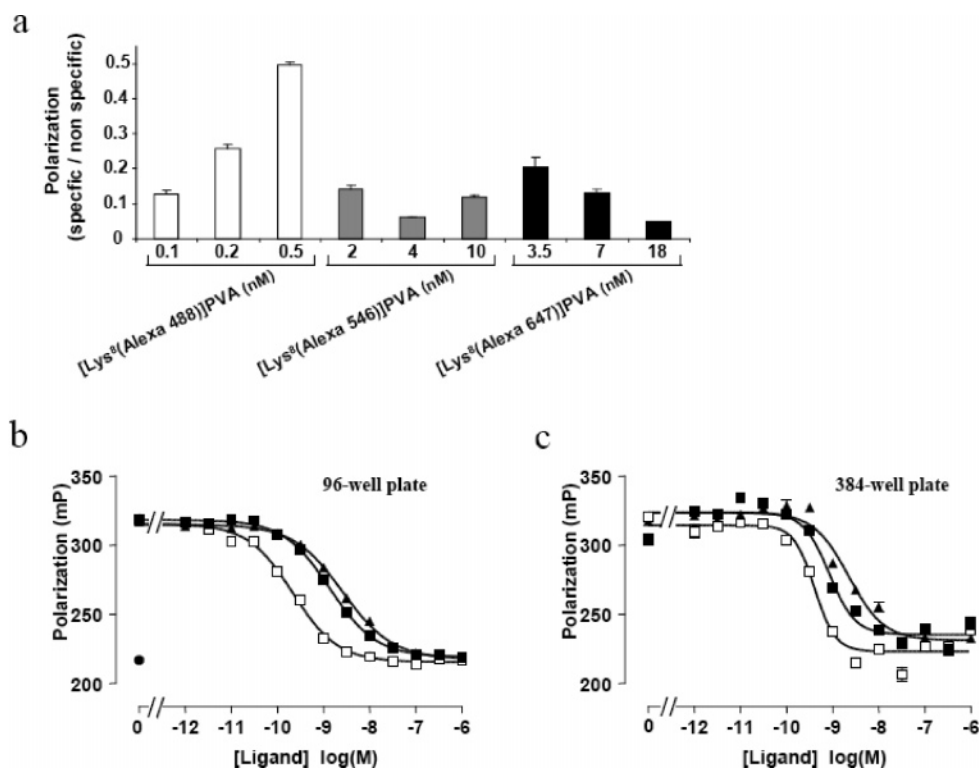 a
Polarization
(specfic / non specific)
0.5
0.4
0.3
0.2
0.1
0
0.1 0.2 0.5 2 4 10 3.5 7 18
[Lys⁸(Alexa 488)]PVA (nM)
[Lys⁸(Alexa 546)]PVA (nM)
[Lys⁸(Alexa 647)]PVA (nM)
b
96-well plate
Polarization (mP)
350
300
250
200
0 -12 -11 -10 -9 -8 -7 -6
[Ligand] log(M)
c
384-well plate
Polarization (mP)
350
300
250
200
0 -12 -11 -10 -9 -8 -7 -6
[Ligand] log(M)